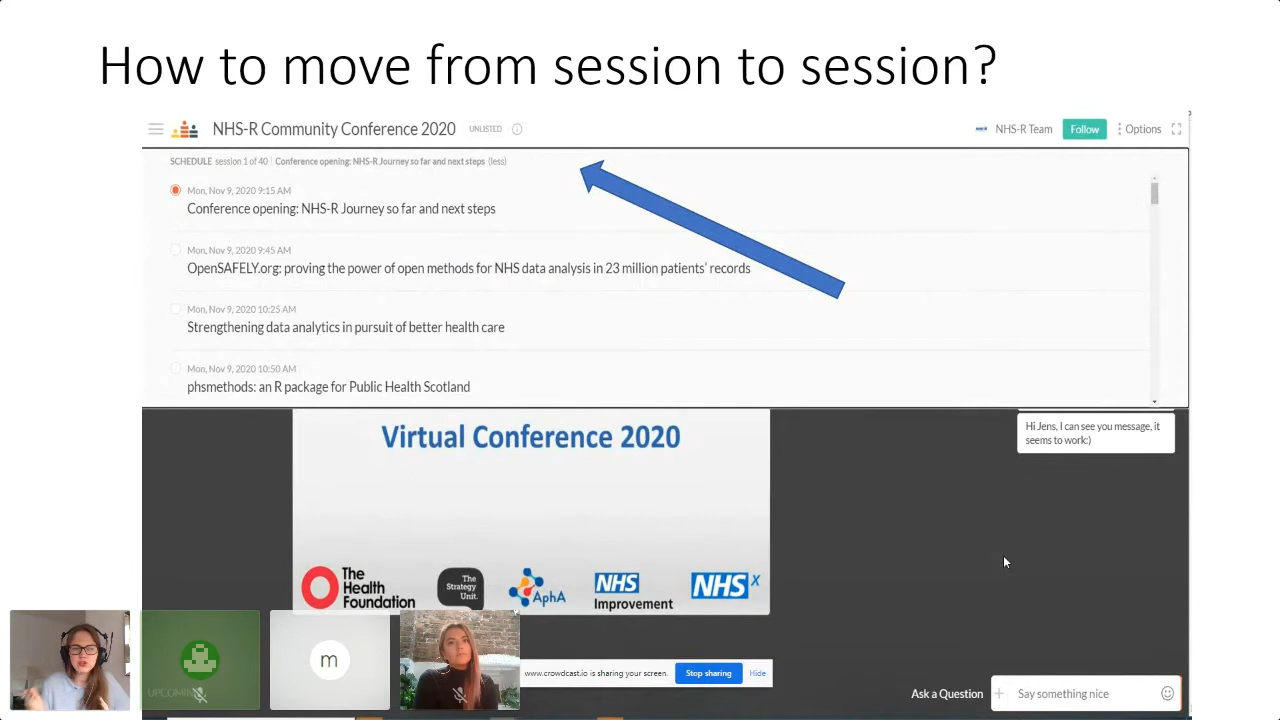 How to move from session to session?
NHS-R Community Conference 2020 UNLISTED
NHS-R Team Follow Options
SCHEDULE session 1 of 40 Conference opening: NHS-R Journey so far and next steps (less)
Mon, Nov 9, 2020 9:15 AM
Conference opening: NHS-R Journey so far and next steps
Mon, Nov 9, 2020 9:45 AM
OpenSAFELY.org: proving the power of open methods for NHS data analysis in 23 million patients' records
Mon, Nov 9, 2020 10:25 AM
Strengthening data analytics in pursuit of better health care
Mon, Nov 9, 2020 10:50 AM
phsmethods: an R package for Public Health Scotland
Virtual Conference 2020
Hi Jens, I can see you message, it
seems to work:)
The
Health
Foundation
The
Strategy
Unit.
AphA
NHS
Improvement
NHS X
m
UPCOMIN
www.crowdcast.io is sharing your screen. Stop sharing Hide
Ask a Question + Say something nice